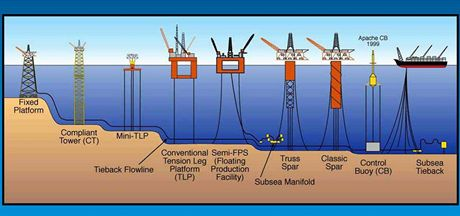 Apache CB
1999
Fixed
Platform
Compliant
Tower (CT)
Mini-TLP
Tieback Flowline
Conventional
Tension Leg
Platform
(TLP)
Semi-FPS
(Floating
Production
Facility)
Subsea Manifold
Truss
Spar
Classic
Spar
Control
Buoy (CB)
Subsea
Tieback